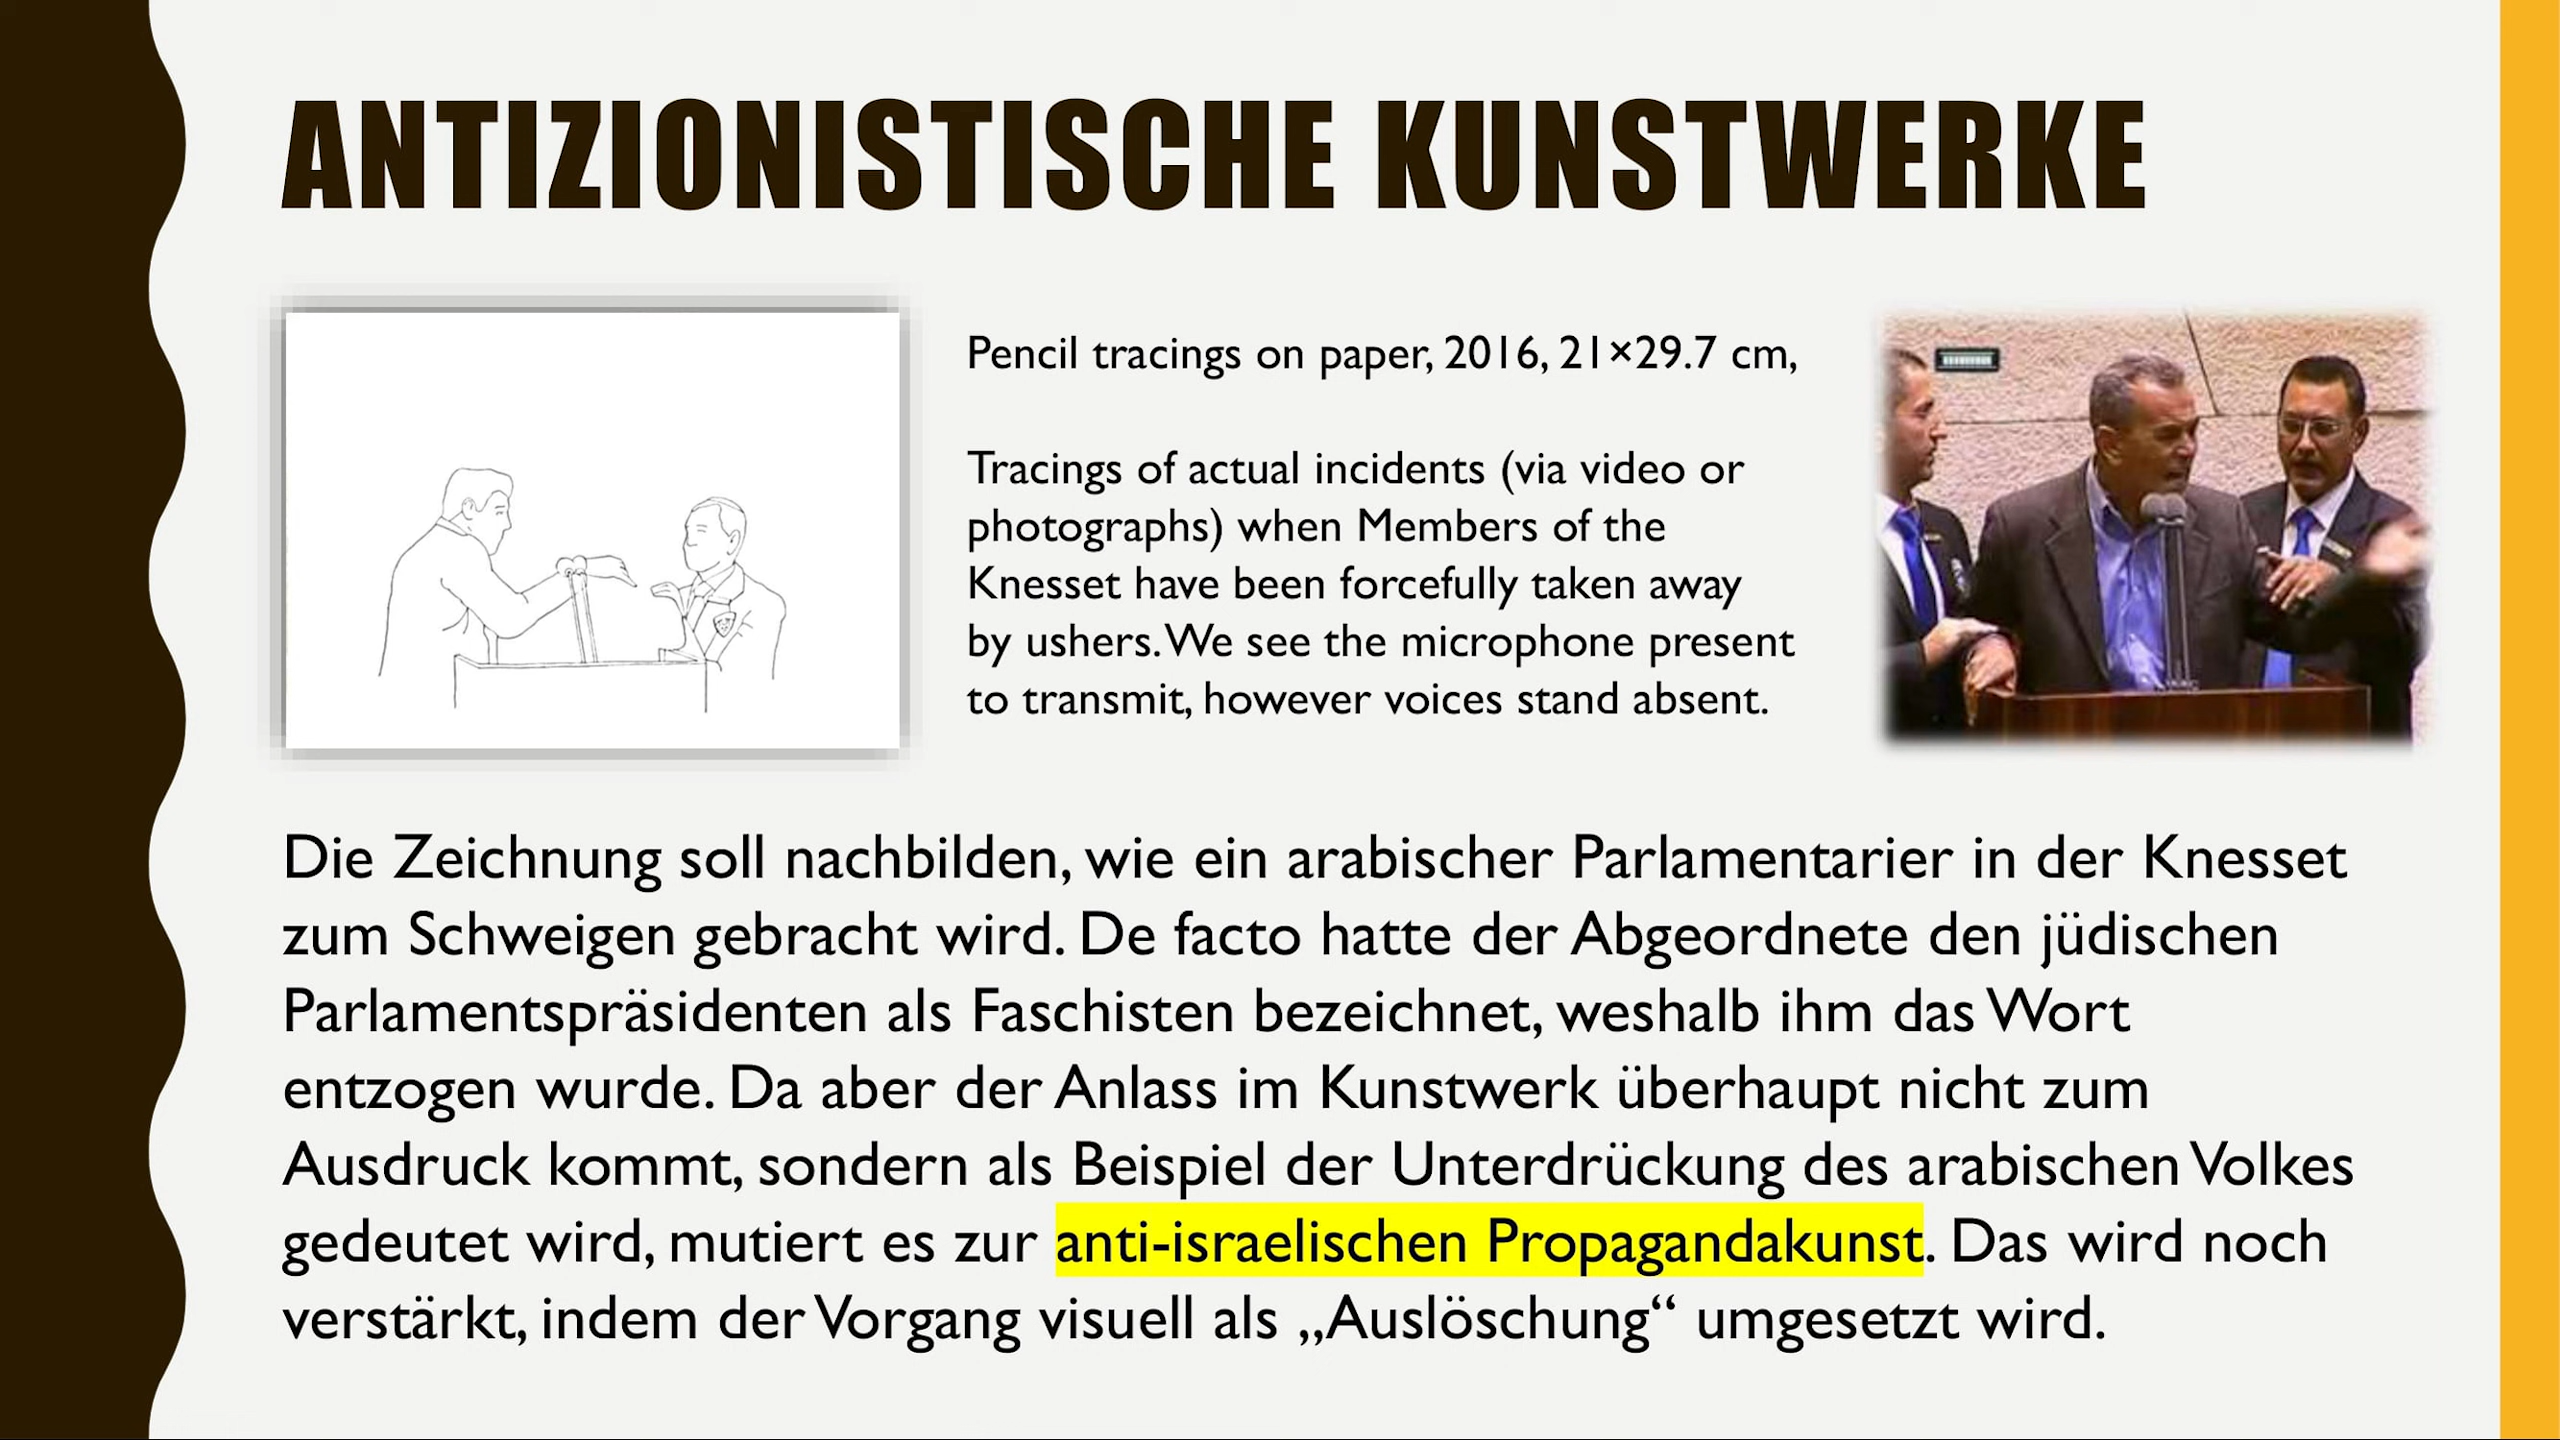 ANTIZIONISTISCHE KUNSTWERKE
Pencil tracings on paper, 2016, 21×29.7 cm,
Tracings of actual incidents (via video or
photographs) when Members of the
Knesset have been forcefully taken away
by ushers. We see the microphone present
to transmit, however voices stand absent.
Die Zeichnung soll nachbilden, wie ein arabischer Parlamentarier in der Knesset
zum Schweigen gebracht wird. De facto hatte der Abgeordnete den jüdischen
Parlamentspräsidenten als Faschisten bezeichnet, weshalb ihm das Wort
entzogen wurde. Da aber der Anlass im Kunstwerk überhaupt nicht zum
Ausdruck kommt, sondern als Beispiel der Unterdrückung des arabischen Volkes
gedeutet wird, mutiert es zur anti-israelischen Propagandakunst. Das wird noch
verstärkt, indem der Vorgang visuell als „Auslöschung“ umgesetzt wird.